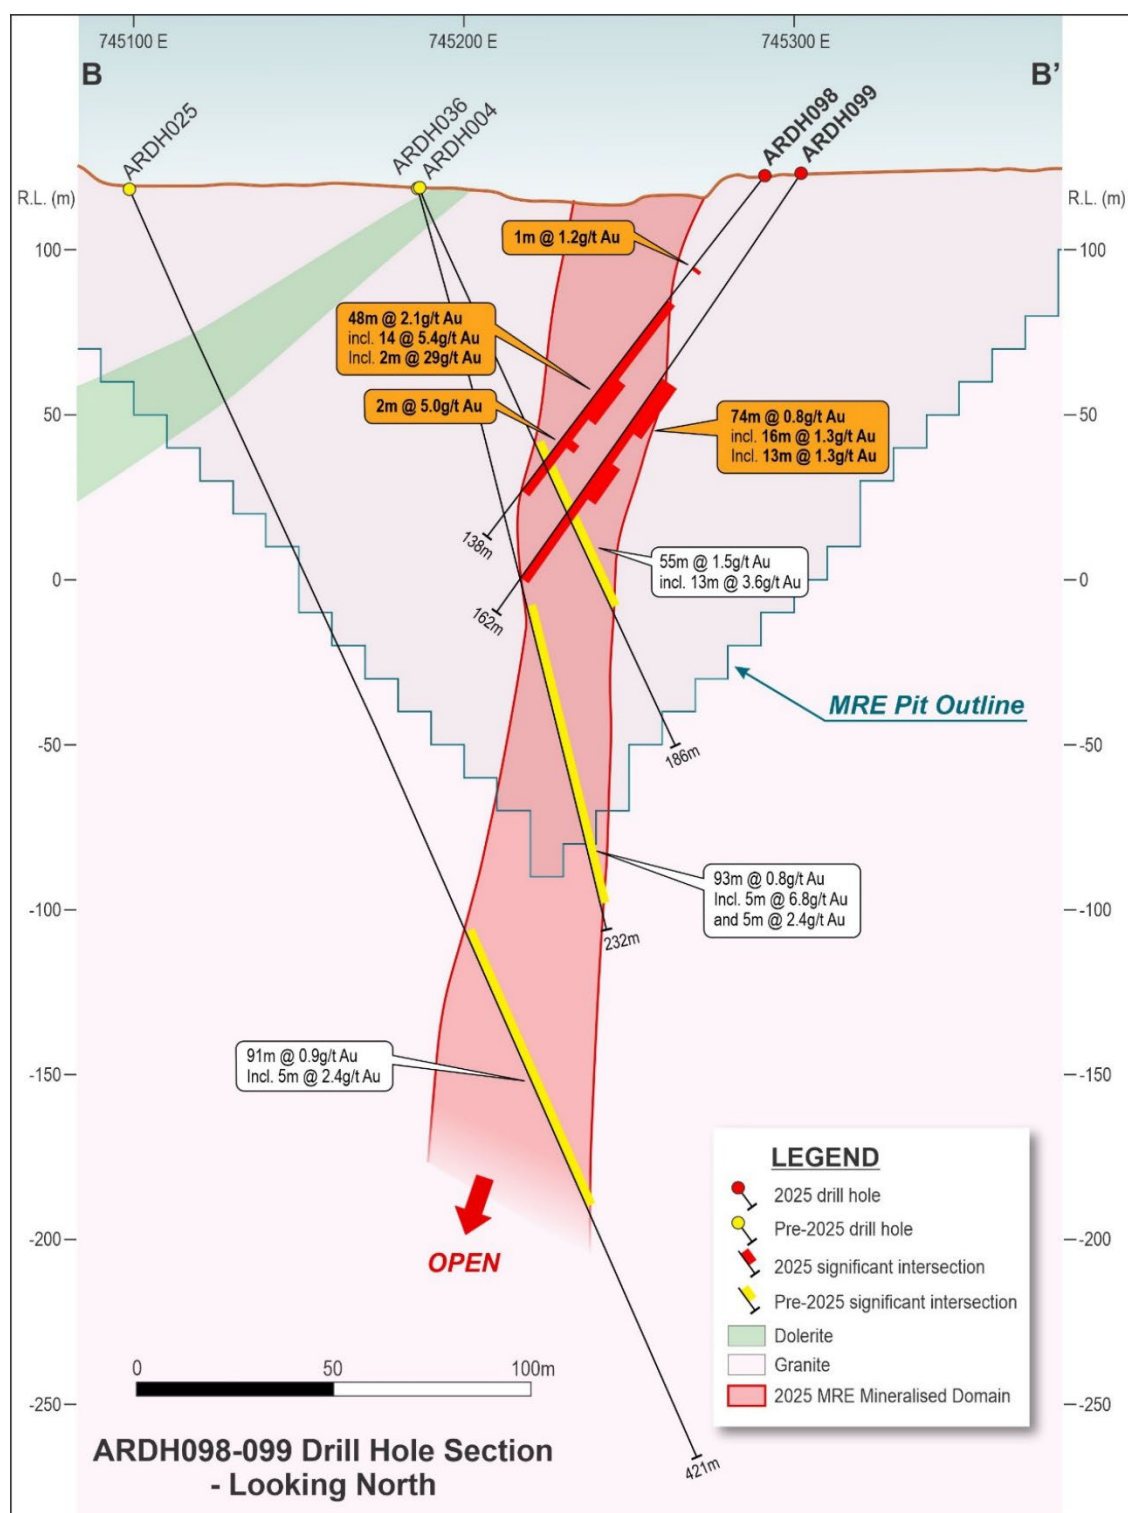 745100 E
745200 E
745300 E
B
B’
ARDH025
ARDH036
ARDH004
ARDH098
ARDH099
R.L. (m)
R.L. (m)
100
100
50
50
0
0
-50
-50
-100
-100
-150
-150
-200
-200
-250
-250
1m @ 1.2g/t Au
48m @ 2.1g/t Au
incl. 14 @ 5.4g/t Au
Incl. 2m @ 29g/t Au
2m @ 5.0g/t Au
74m @ 0.8g/t Au
incl. 16m @ 1.3g/t Au
Incl. 13m @ 1.3g/t Au
138m
162m
55m @ 1.5g/t Au
incl. 13m @ 3.6g/t Au
MRE Pit Outline
186m
93m @ 0.8g/t Au
Incl. 5m @ 6.8g/t Au
and 5m @ 2.4g/t Au
232m
91m @ 0.9g/t Au
Incl. 5m @ 2.4g/t Au
OPEN
LEGEND
2025 drill hole
Pre-2025 drill hole
2025 significant intersection
Pre-2025 significant intersection
Dolerite
Granite
2025 MRE Mineralised Domain
0
50
100m
421m
ARDH098-099 Drill Hole Section
- Looking North